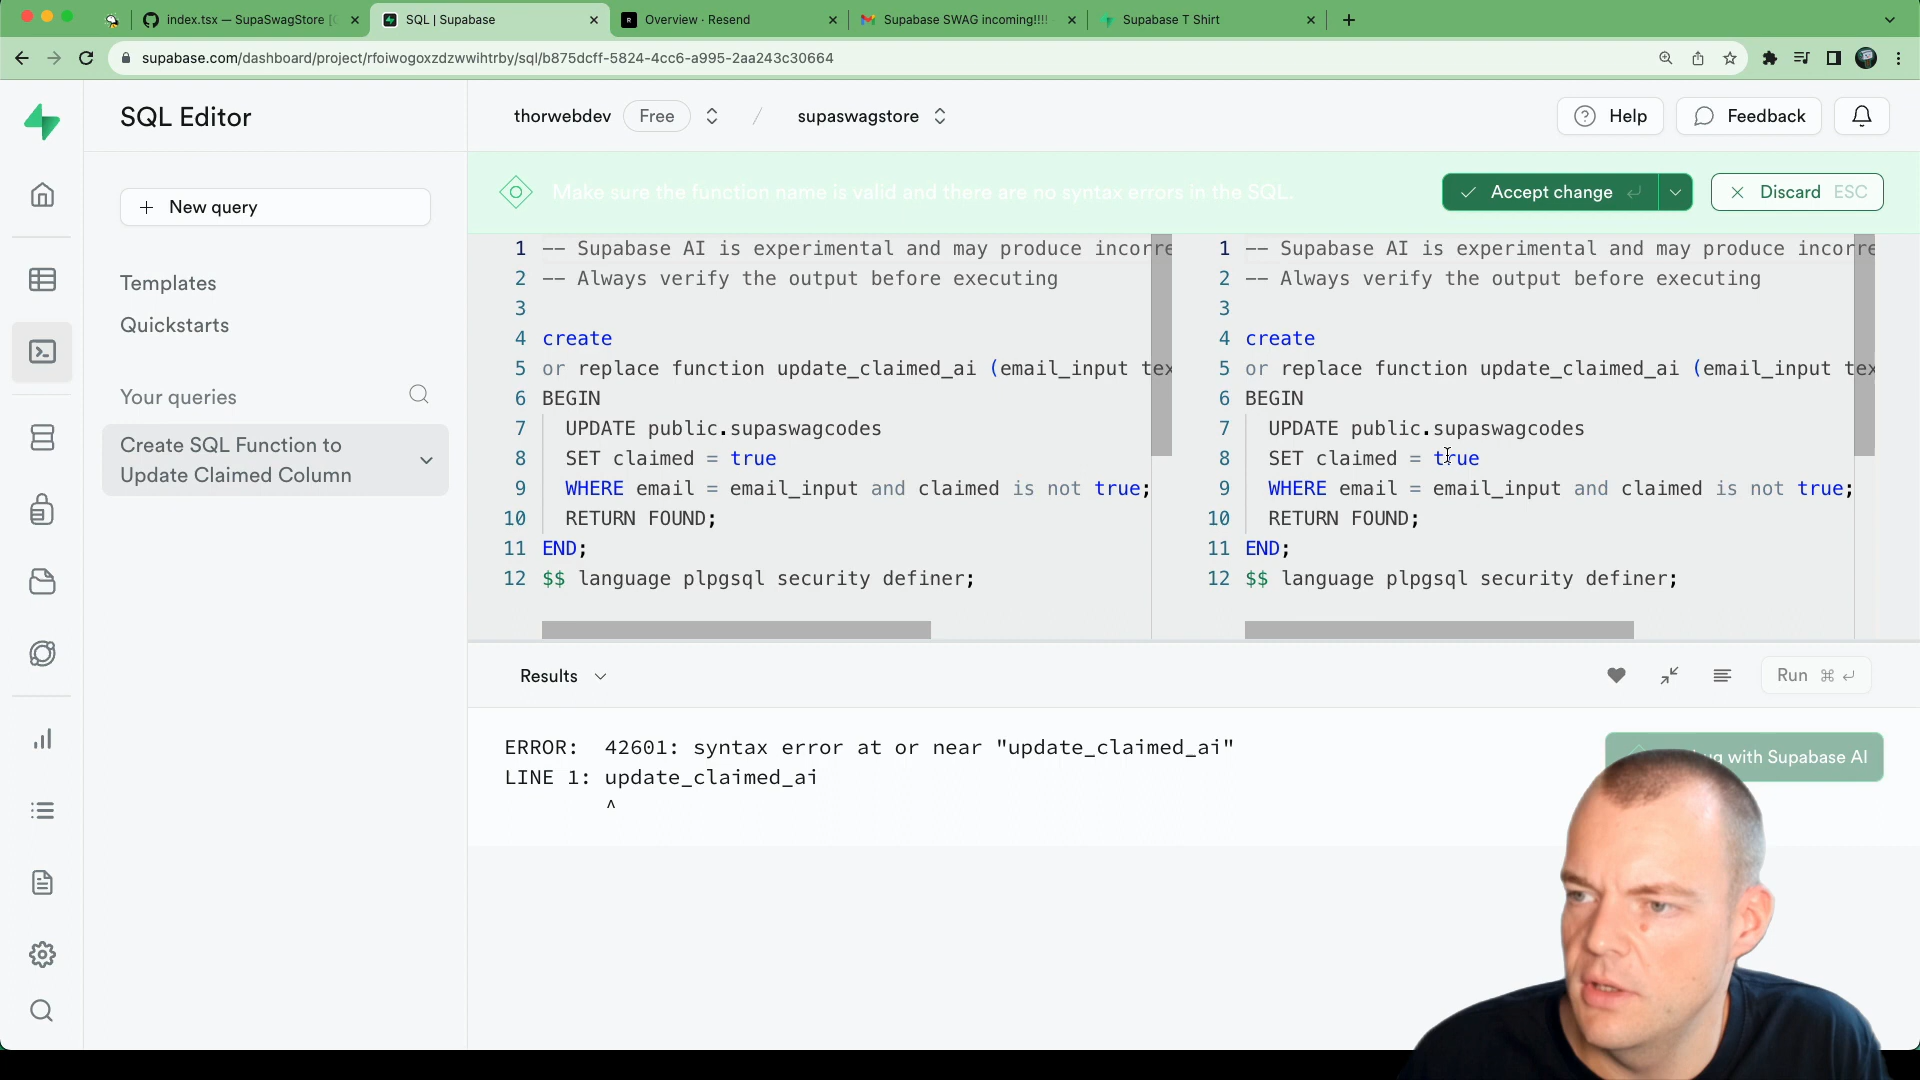 index.tsx — SupaSwagStore [
SQL | Supabase
Overview · Resend
Supabase SWAG incoming!!!!
Supabase T Shirt
supabase.com/dashboard/project/rfoiwogoxzdzwwihtrby/sql/b875dcff-5824-4cc6-a995-2aa243c30664
SQL Editor
thorwebdev Free / supaswagstore
Help
Feedback
New query
Templates
Quickstarts
Your queries
Create SQL Function to
Update Claimed Column
Make sure the function name is valid and there are no syntax errors in the SQL.
Accept change
Discard ESC
1 -- Supabase AI is experimental and may produce incorre
2 -- Always verify the output before executing
3
4 create
5 or replace function update_claimed_ai (email_input tex
6 BEGIN
7 UPDATE public.supaswagcodes
8 SET claimed = true
9 WHERE email = email_input and claimed is not true;
10 RETURN FOUND;
11 END;
12 $$ language plpgsql security definer;
1 -- Supabase AI is experimental and may produce incorre
2 -- Always verify the output before executing
3
4 create
5 or replace function update_claimed_ai (email_input tex
6 BEGIN
7 UPDATE public.supaswagcodes
8 SET claimed = true
9 WHERE email = email_input and claimed is not true;
10 RETURN FOUND;
11 END;
12 $$ language plpgsql security definer;
Results
Run ⌘ ↵
ERROR: 42601: syntax error at or near "update_claimed_ai"
LINE 1: update_claimed_ai
^
with Supabase AI